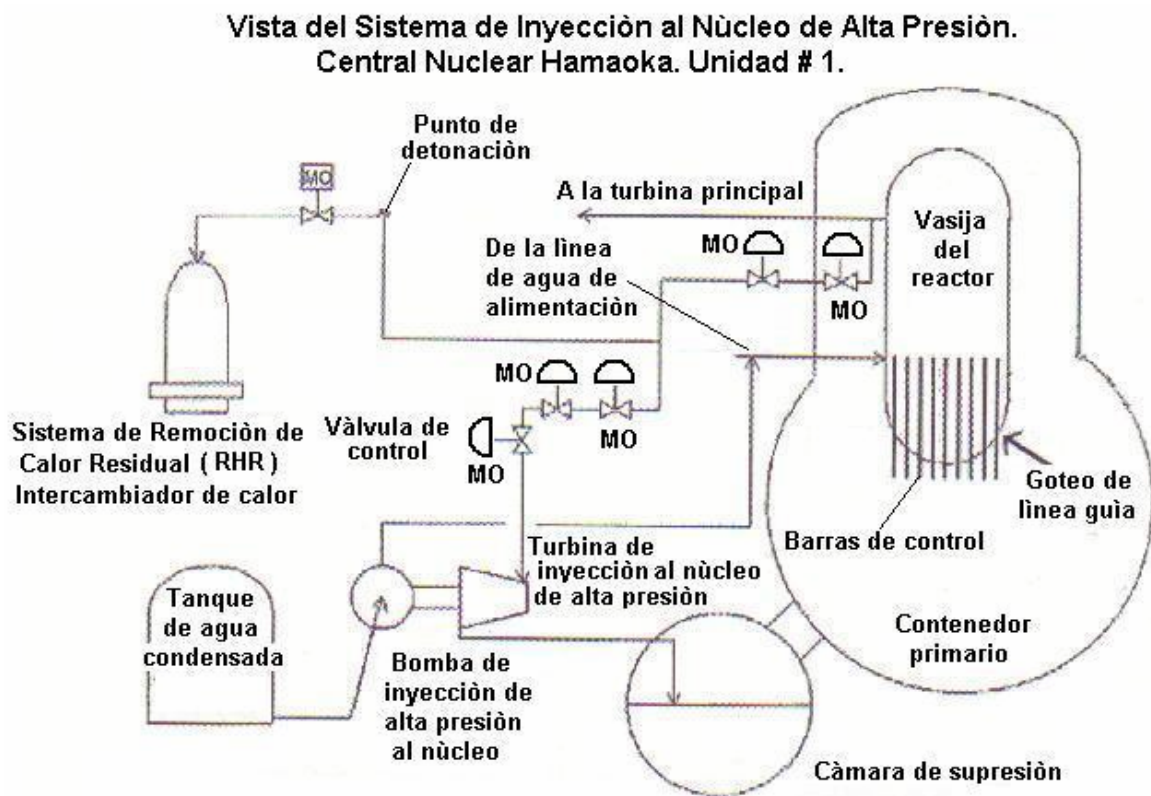 Vista del Sistema de Inyecciòn al Nùcleo de Alta Presiòn.
Central Nuclear Hamaoka. Unidad # 1.
Punto de
detonaciòn
MO
A la turbina principal
De la lìnea
de agua de
alimentaciòn
MO
MO
Vasija
del
reactor
MO
MO
Vàlvula de
control
MO
Sistema de Remociòn de
Calor Residual ( RHR )
Intercambiador de calor
Goteo de
lìnea guìa
Barras de control
Turbina de
inyecciòn al nùcleo
de alta presiòn
Tanque
de agua
condensada
Bomba de
inyecciòn de
alta presiòn
al nùcleo
Contenedor
primario
Càmara de supresiòn